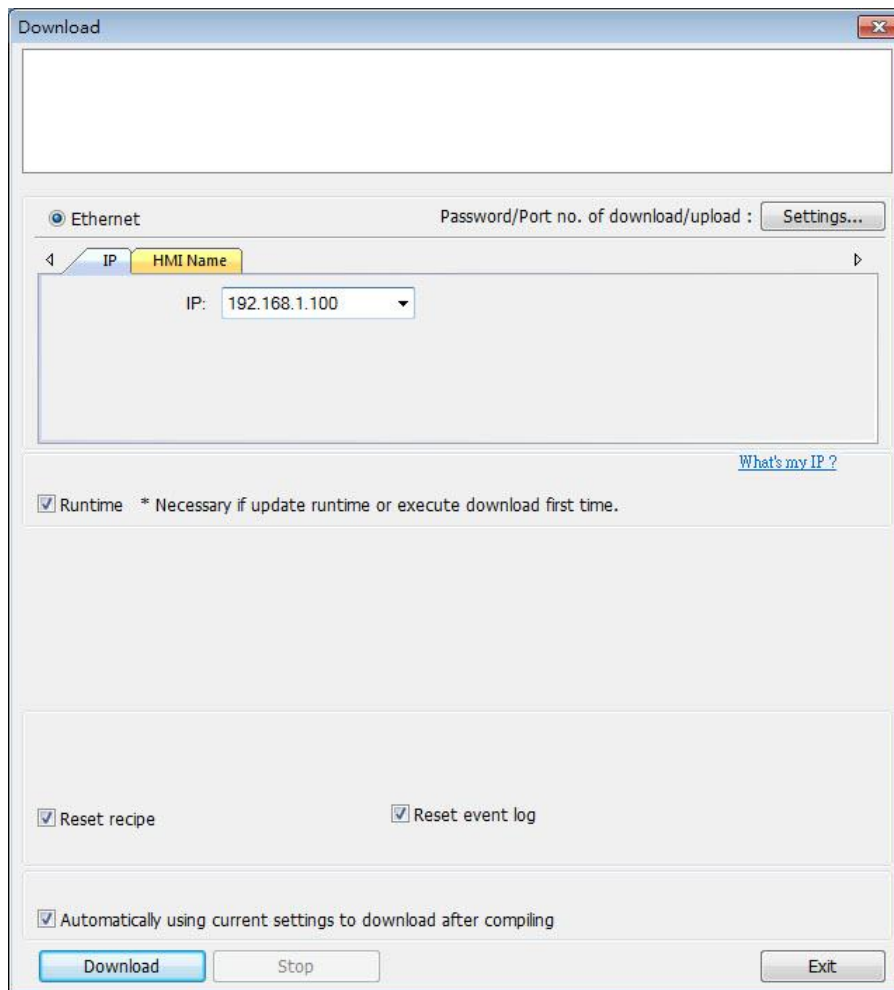 Download
Ethernet Password/Port no. of download/upload : Settings...
IP HMI Name
IP: 192.168.1.100
What's my IP ?
Runtime * Necessary if update runtime or execute download first time.
Reset recipe Reset event log
Automatically using current settings to download after compiling
Download Stop Exit